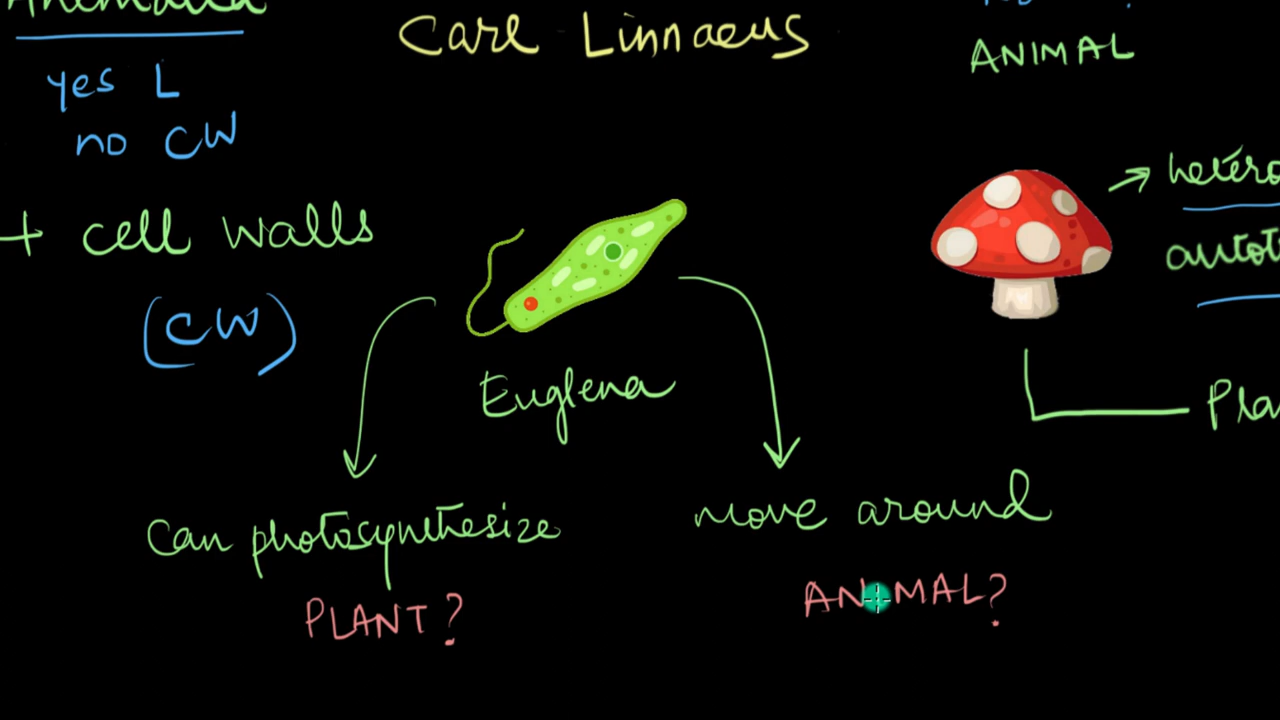 Carl Linnaeus
yes L
no CW
ANIMAL
+ cell walls
(CW)
Euglena
can photosynthesize
PLANT?
move around
ANIMAL?